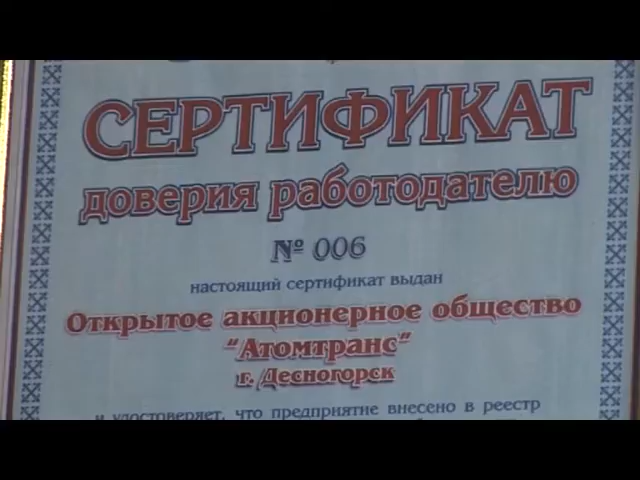 СЕРТИФИКАТ
доверия работодателю
№ 006
настоящий сертификат выдан
Открытое акционерное общество
"Атомтранс"
г. Десногорск
и удостоверяет, что предприятие внесено в реестр